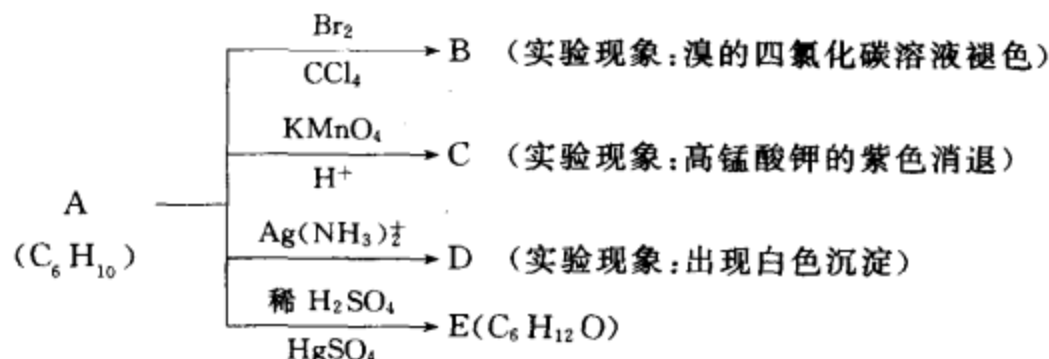 Br₂
CCl₄
B (实验现象:溴的四氯化碳溶液褪色)
KMnO₄
H⁺
C (实验现象:高锰酸钾的紫色消退)
A
(C₆H₁₀)
Ag(NH₃)₂⁺
D (实验现象:出现白色沉淀)
稀 H₂SO₄
HgSO₄
E(C₆H₁₂O)